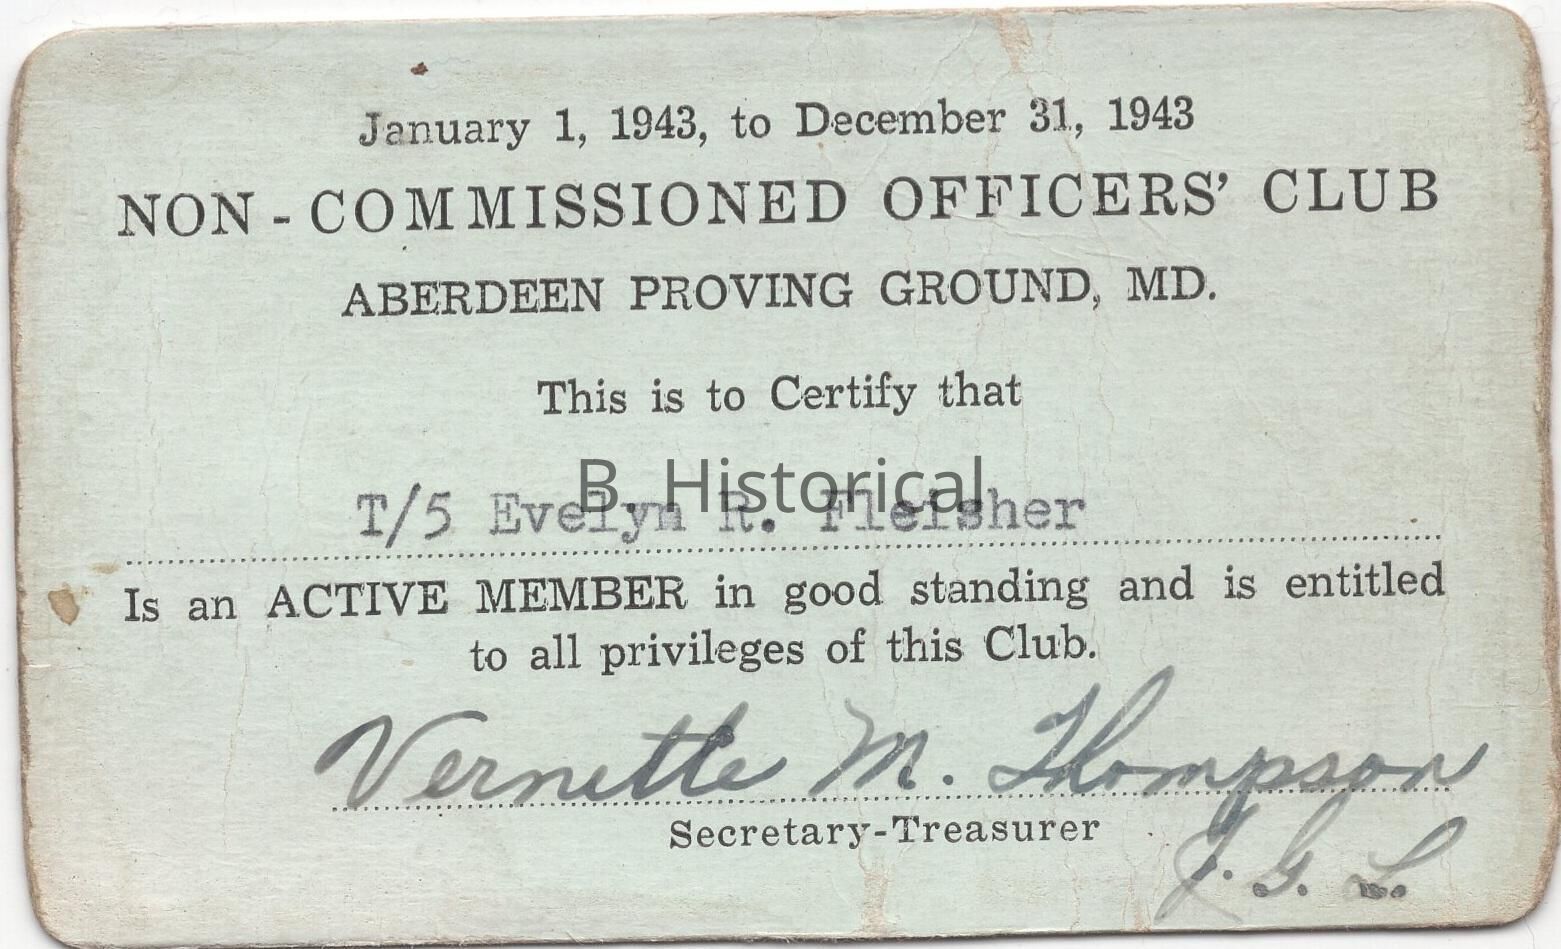 January 1, 1943, to December 31, 1943
NON-COMMISSIONED OFFICERS' CLUB
ABERDEEN PROVING GROUND, MD.
This is to Certify that
B. Historical
T/5 Evelyn R. Fleisher
Is an ACTIVE MEMBER in good standing and is entitled
to all privileges of this Club.
Vernette M. Thompson
Secretary-Treasurer
J. G. L.